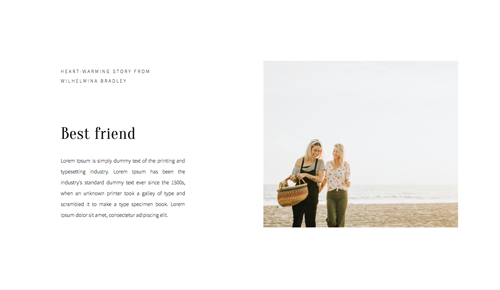 HEART-WARMING STORY FROM
WILHELMINA BRADLEY
Best friend
Lorem Ipsum is simply dummy text of the printing and
typesetting industry. Lorem Ipsum has been the
industry's standard dummy text ever since the 1500s,
when an unknown printer took a galley of type and
scrambled it to make a type specimen book. Lorem
ipsum dolor sit amet, consectetur adipiscing elit.